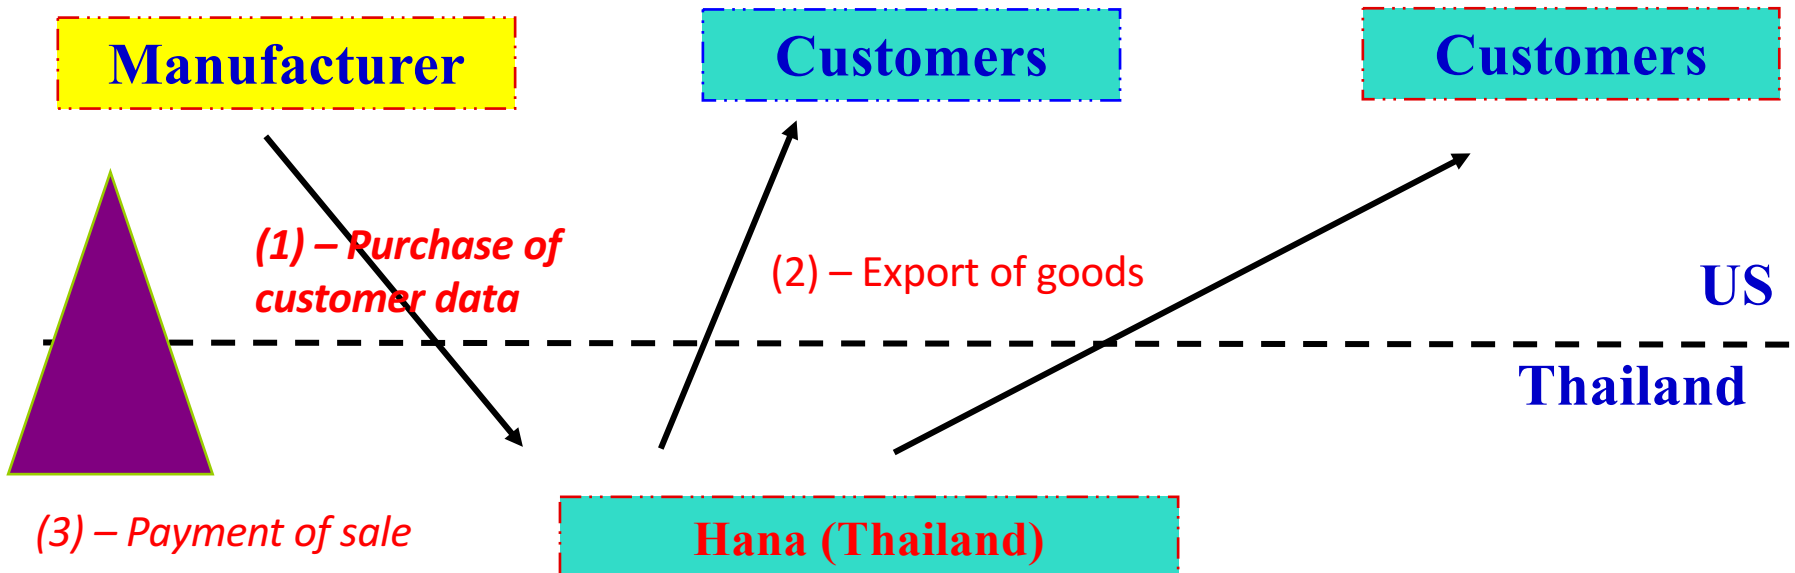 Manufacturer
Customers
Customers
(1) – Purchase of
customer data
(2) – Export of goods
US
Thailand
(3) – Payment of sale
Hana (Thailand)